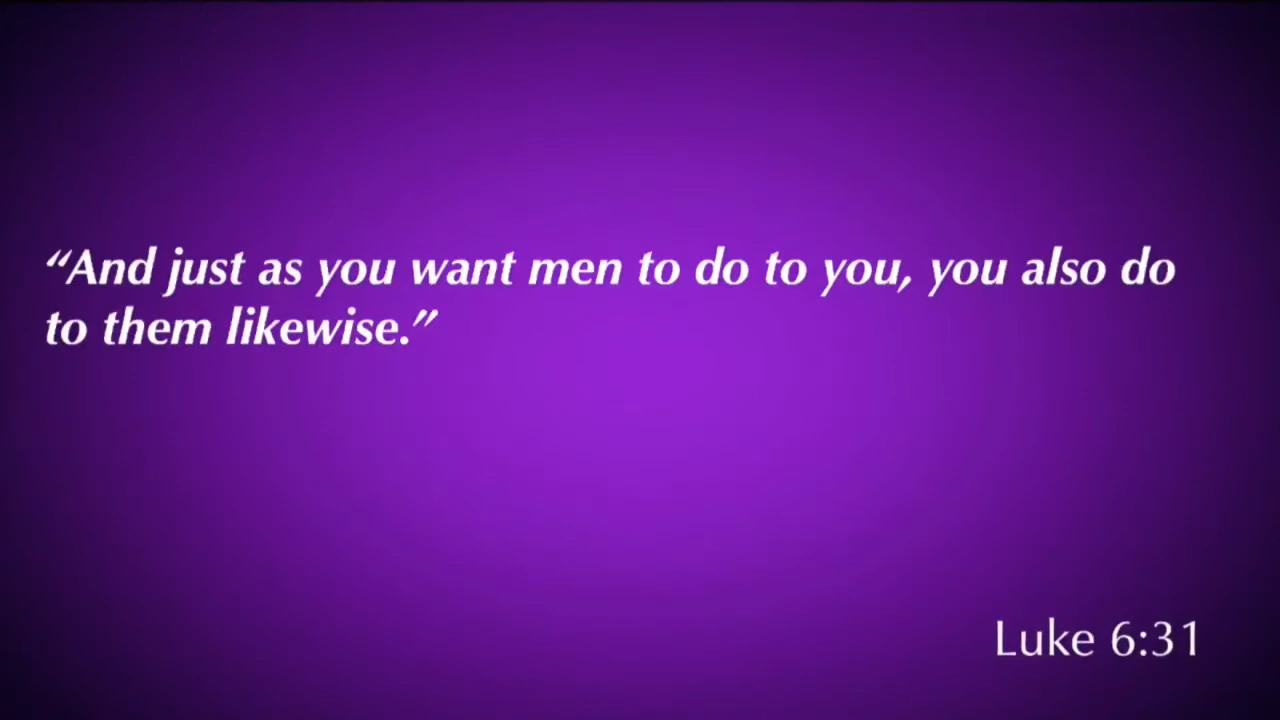 “And just as you want men to do to you, you also do
to them likewise.”
Luke 6:31